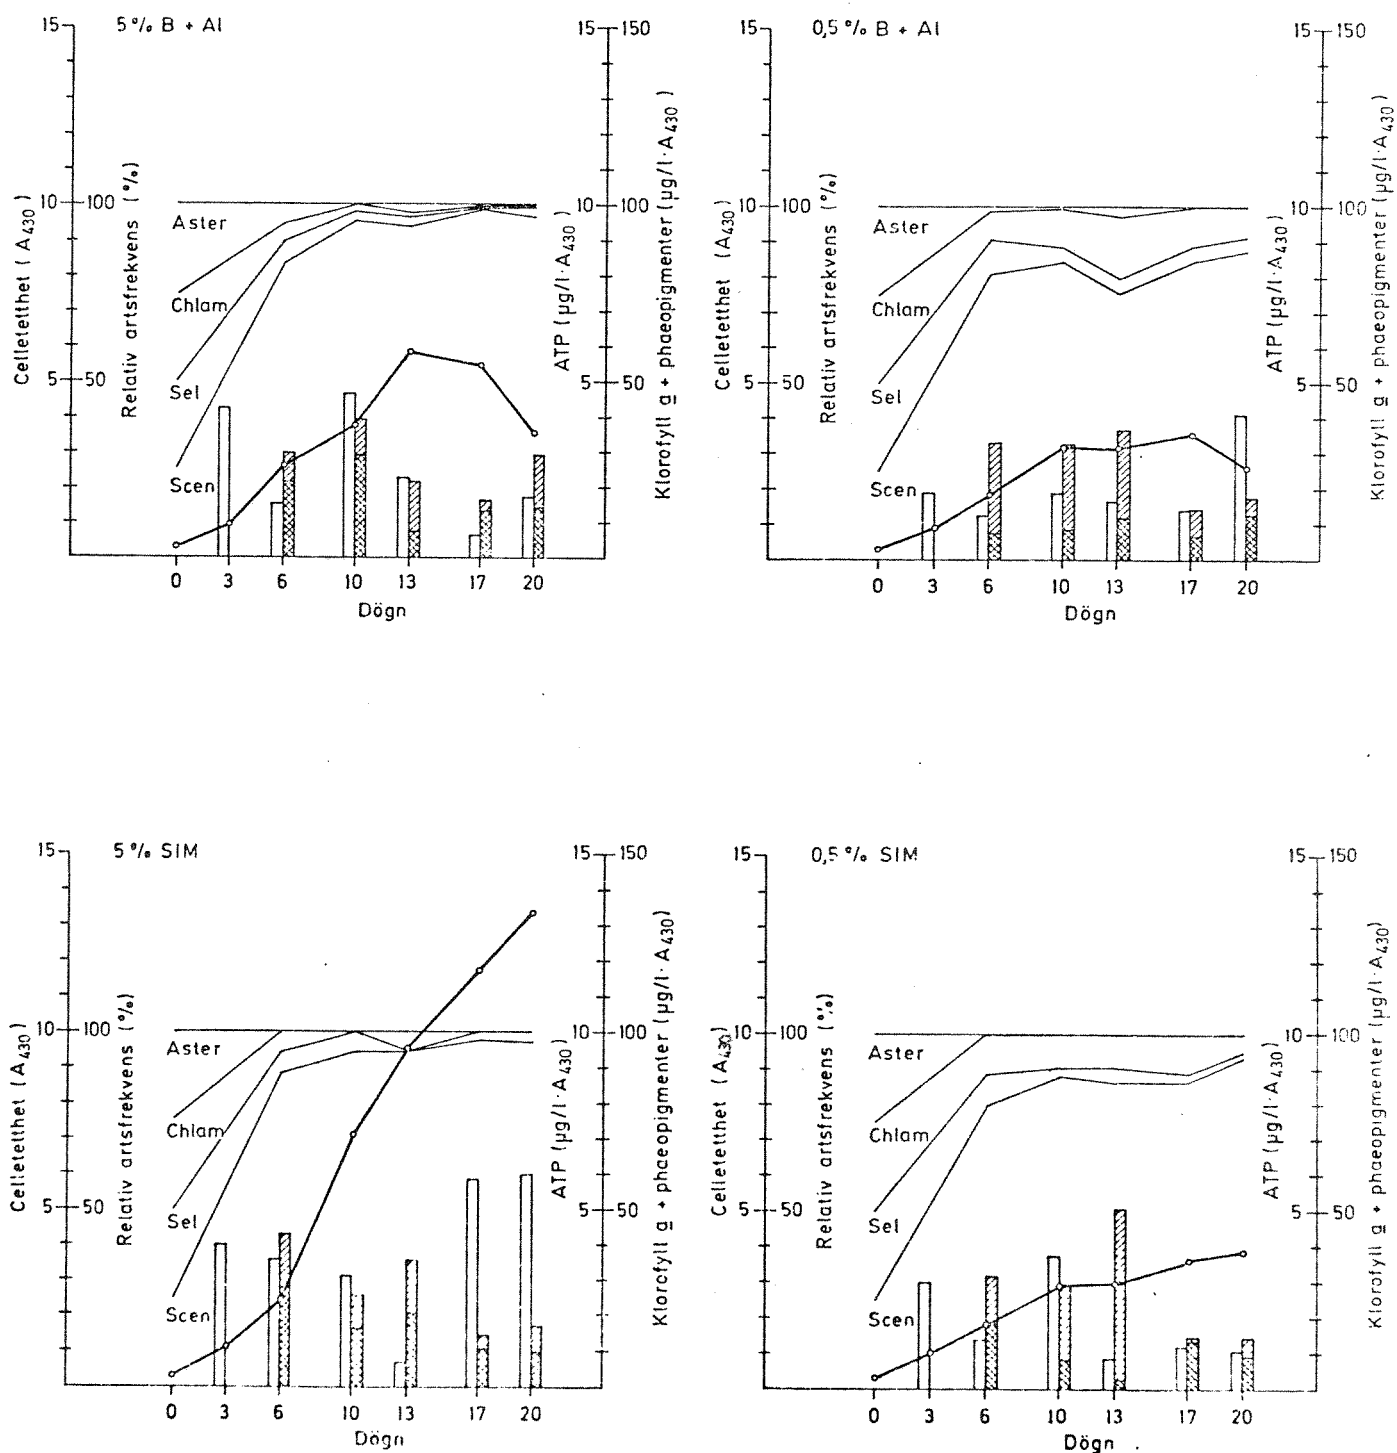 5 % B + Al
15
10 100
5 50
Celletetthet (A430)
Relativ artsfrekvens (%)
Aster
Chlam
Sel
Scen
0 3 6 10 13 17 20
Dögn
15 150
10 100
5 50
ATP (µg/l·A430)
Klorofyll a + phaeopigmenter (µg/l·A430)
0,5 % B + Al
15
10 100
5 50
Celletetthet (A430)
Relativ artsfrekvens (%)
Aster
Chlam
Sel
Scen
0 3 6 10 13 17 20
Dögn
15 150
10 100
5 50
ATP (µg/l·A430)
Klorofyll a + phaeopigmenter (µg/l·A430)
5 % SIM
15
10 100
5 50
Celletetthet (A430)
Relativ artsfrekvens (%)
Aster
Chlam
Sel
Scen
0 3 6 10 13 17 20
Dögn
15 150
10 100
5 50
ATP (µg/l·A430)
Klorofyll a + phaeopigmenter (µg/l·A430)
0,5 % SIM
15
10 100
5 50
Celletetthet (A430)
Relativ artsfrekvens (%)
Aster
Chlam
Sel
Scen
0 3 6 10 13 17 20
Dögn
15 150
10 100
5 50
ATP (µg/l·A430)
Klorofyll a + phaeopigmenter (µg/l·A430)